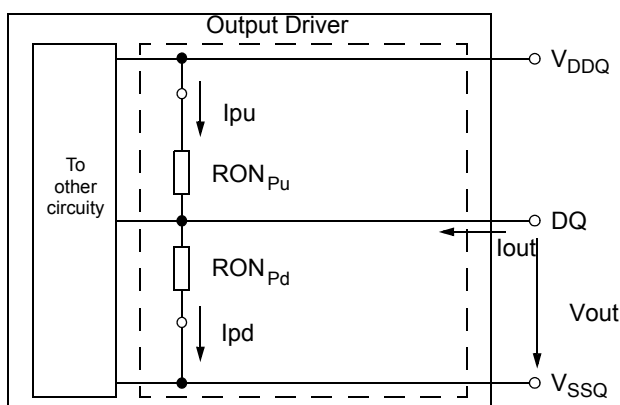 Output Driver
VDDQ
Ipu
To
other
circuity
RONPu
DQ
Iout
RONPd
Vout
Ipd
VSSQ